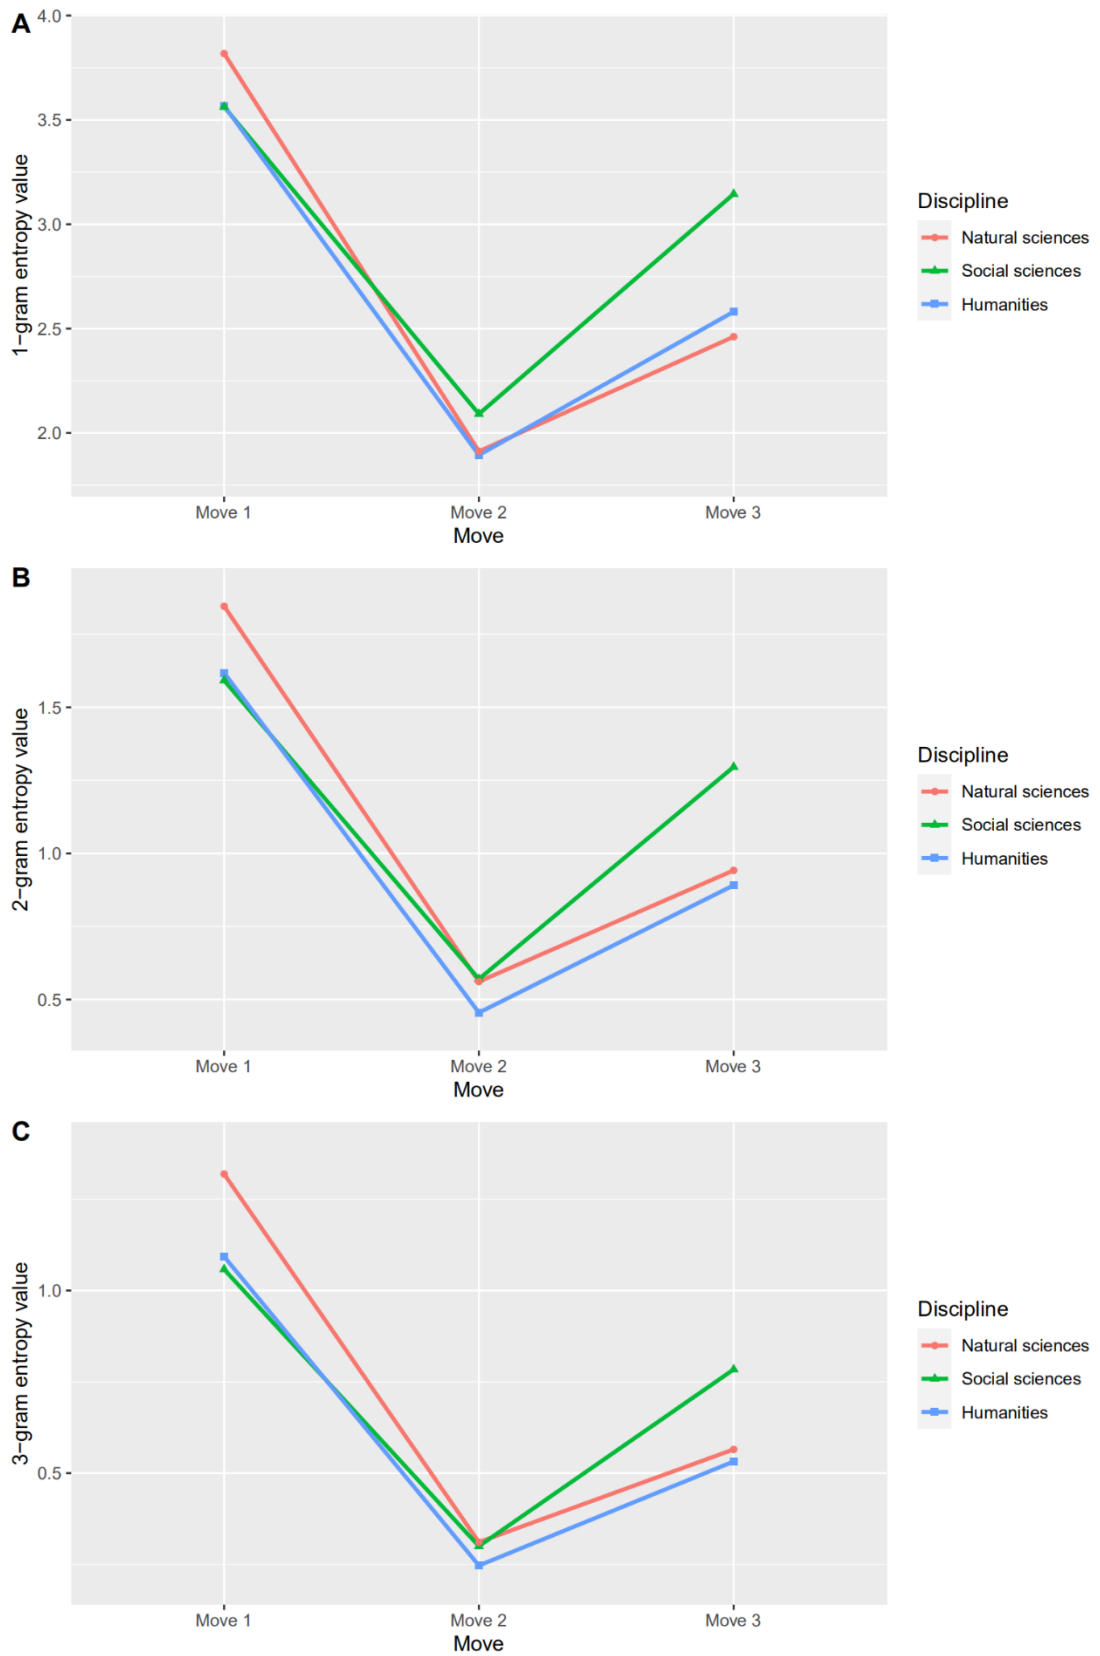 A
4.0
3.5
3.0
2.5
2.0
1-gram entropy value
Move 1 Move 2 Move 3
Move
Discipline
Natural sciences
Social sciences
Humanities
B
1.5
1.0
0.5
2-gram entropy value
Move 1 Move 2 Move 3
Move
Discipline
Natural sciences
Social sciences
Humanities
C
1.0
0.5
3-gram entropy value
Move 1 Move 2 Move 3
Move
Discipline
Natural sciences
Social sciences
Humanities